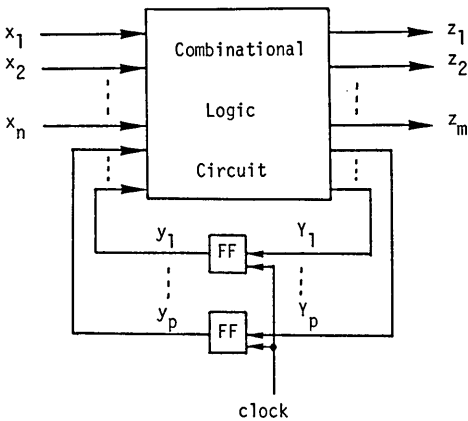 x1 z1
x2 Combinational z2
xn Logic zm
Circuit
y1 FF Y1
yp FF Yp
clock